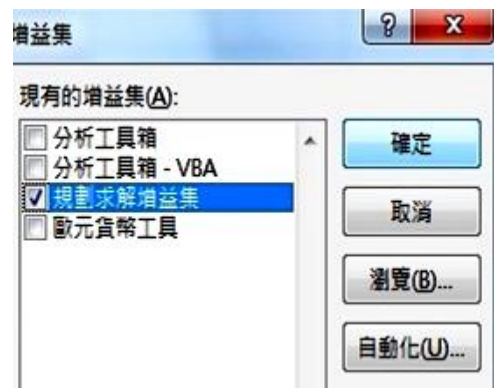 增益集
現有的增益集(A):
分析工具箱
分析工具箱 - VBA
規劃求解增益集
歐元貨幣工具
確定
取消
瀏覽(B)...
自動化(U)...